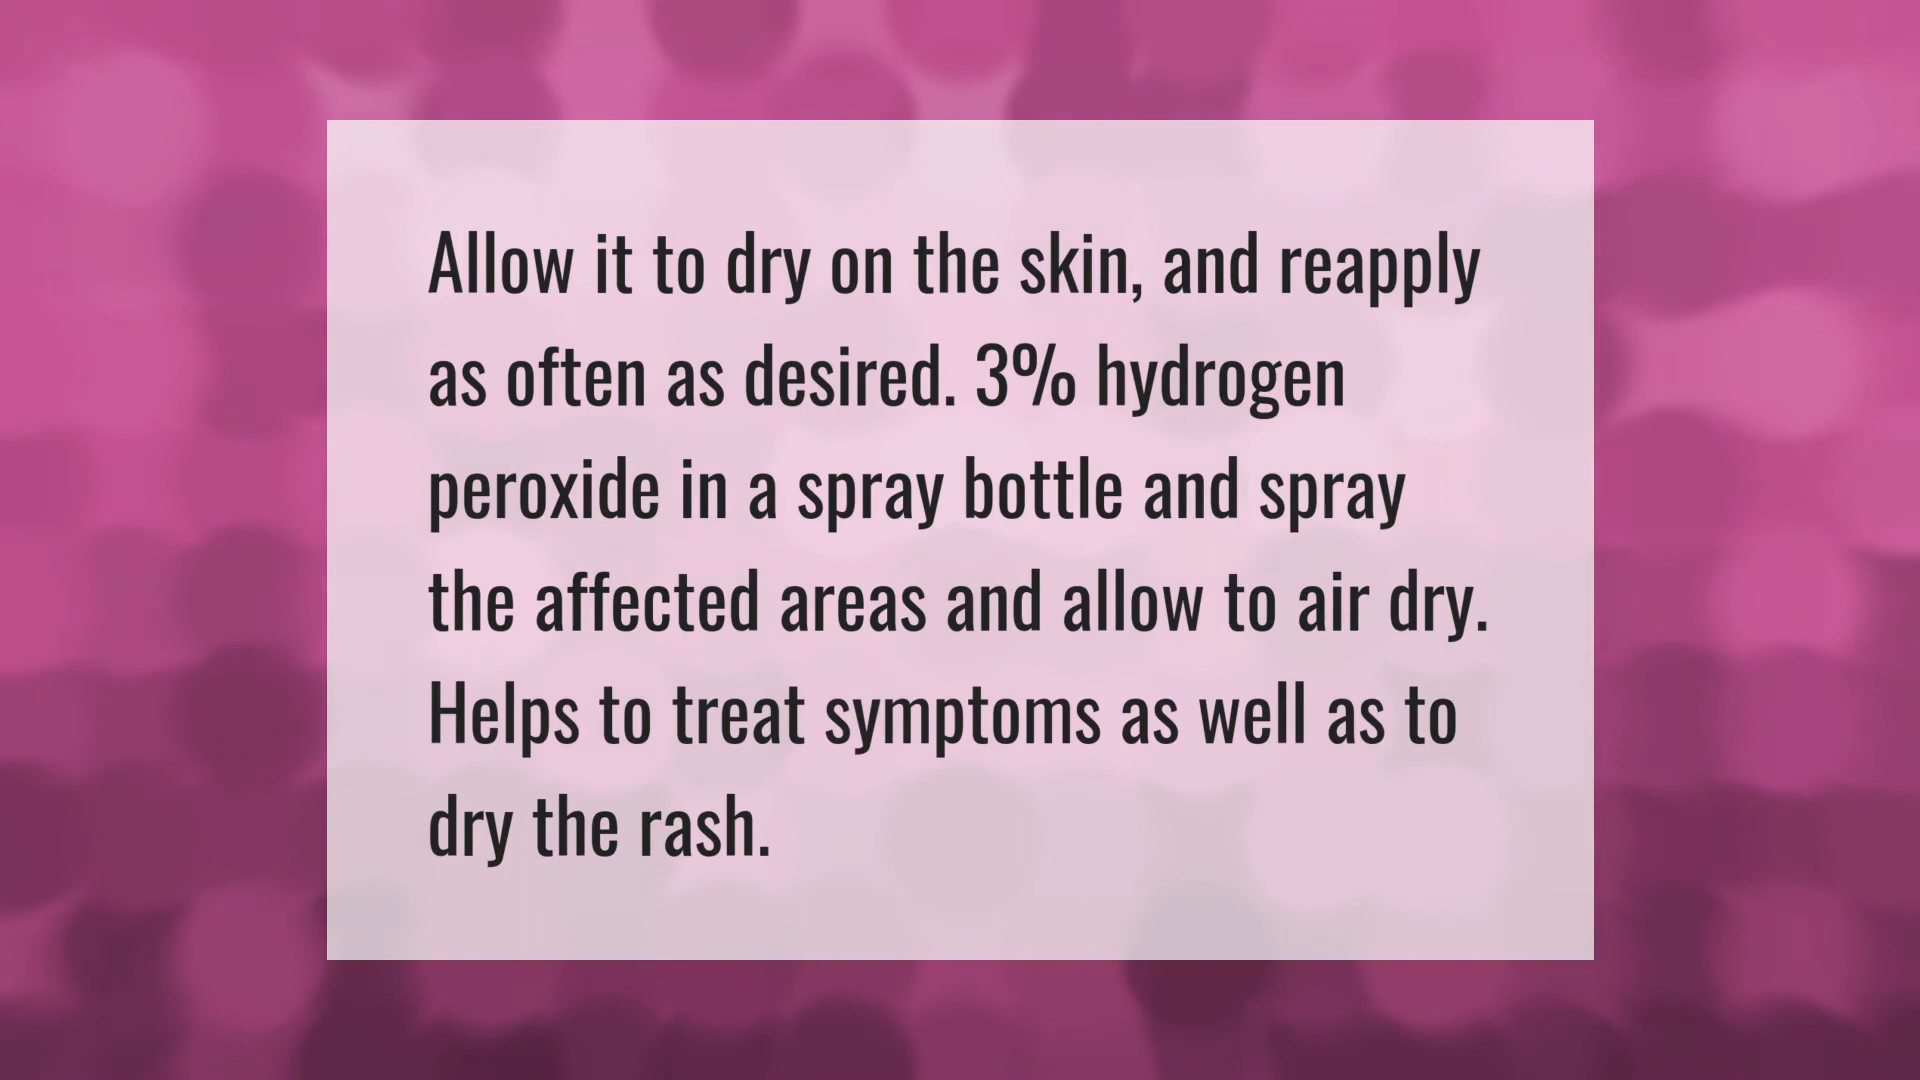 Allow it to dry on the skin, and reapply
as often as desired. 3% hydrogen
peroxide in a spray bottle and spray
the affected areas and allow to air dry.
Helps to treat symptoms as well as to
dry the rash.